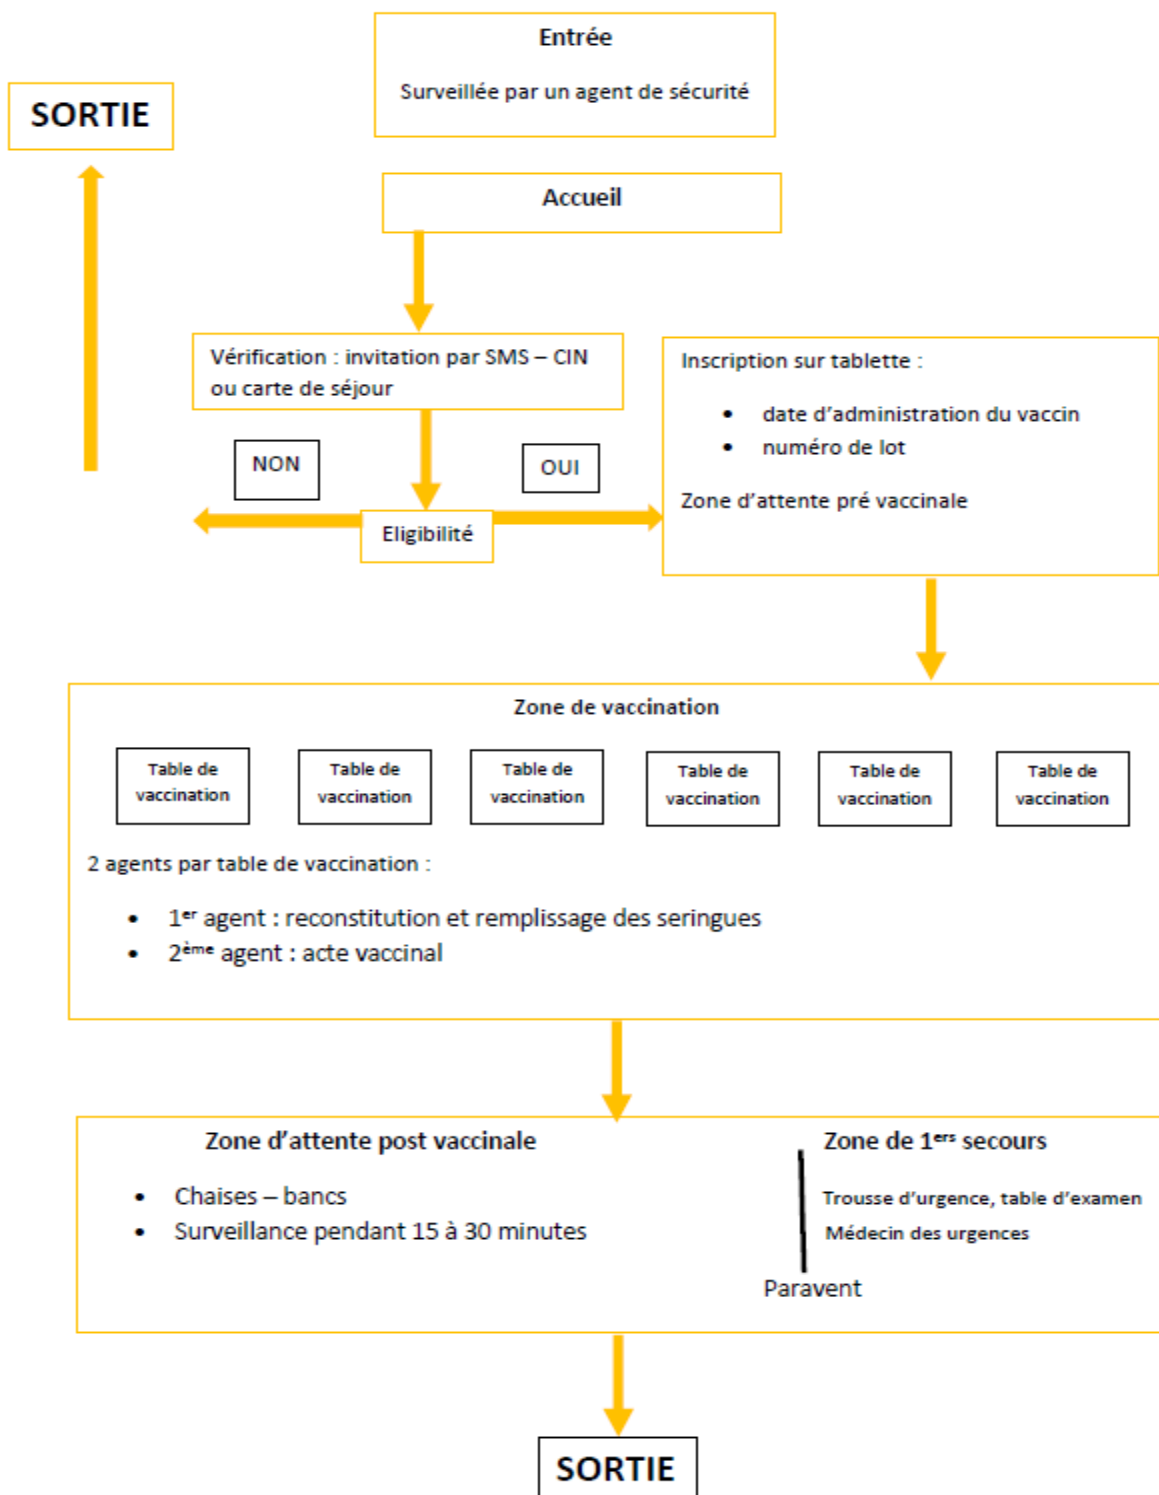 Entrée
Surveillée par un agent de sécurité
SORTIE
Accueil
Vérification : invitation par SMS – CIN
ou carte de séjour
Inscription sur tablette :
• date d'administration du vaccin
• numéro de lot
Zone d'attente pré vaccinale
NON
OUI
Eligibilité
Zone de vaccination
Table de
vaccination
Table de
vaccination
Table de
vaccination
Table de
vaccination
Table de
vaccination
Table de
vaccination
2 agents par table de vaccination :
• 1er agent : reconstitution et remplissage des seringues
• 2ème agent : acte vaccinal
Zone d'attente post vaccinale
• Chaises – bancs
• Surveillance pendant 15 à 30 minutes
Zone de 1ers secours
Trousse d'urgence, table d'examen
Médecin des urgences
Paravent
SORTIE